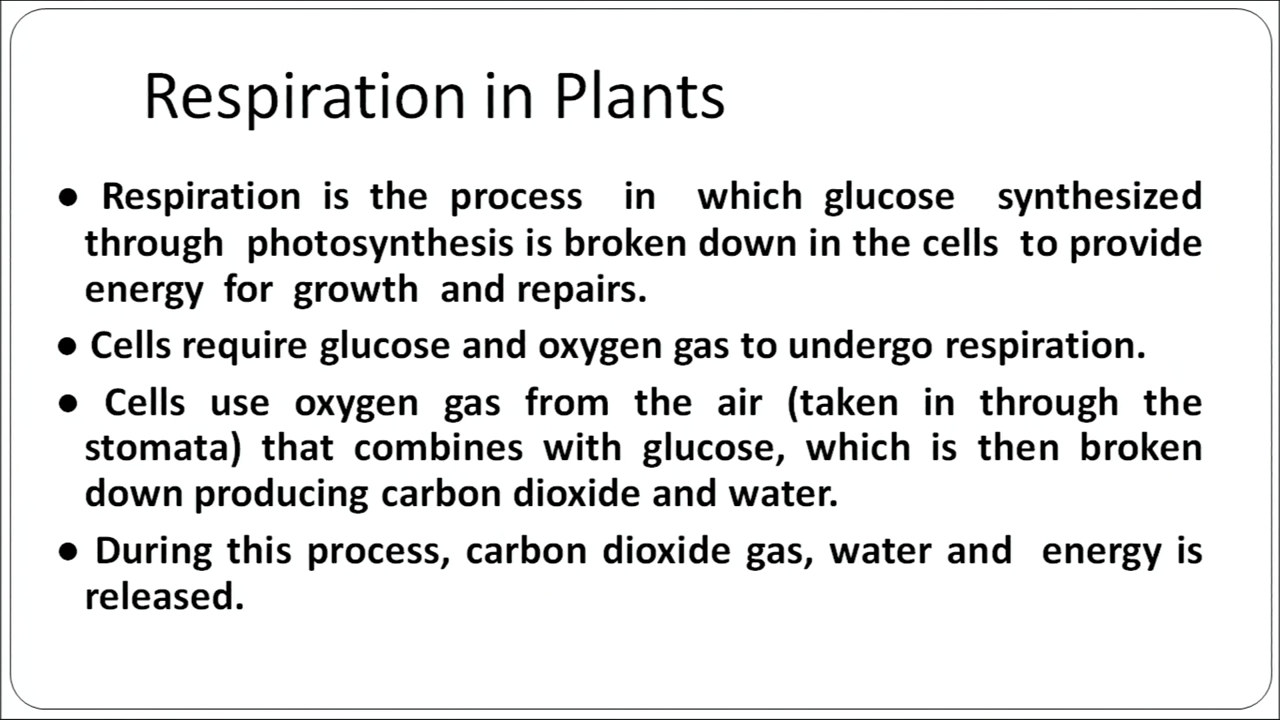 Respiration in Plants
● Respiration is the process in which glucose synthesized
through photosynthesis is broken down in the cells to provide
energy for growth and repairs.
● Cells require glucose and oxygen gas to undergo respiration.
● Cells use oxygen gas from the air (taken in through the
stomata) that combines with glucose, which is then broken
down producing carbon dioxide and water.
● During this process, carbon dioxide gas, water and energy is
released.